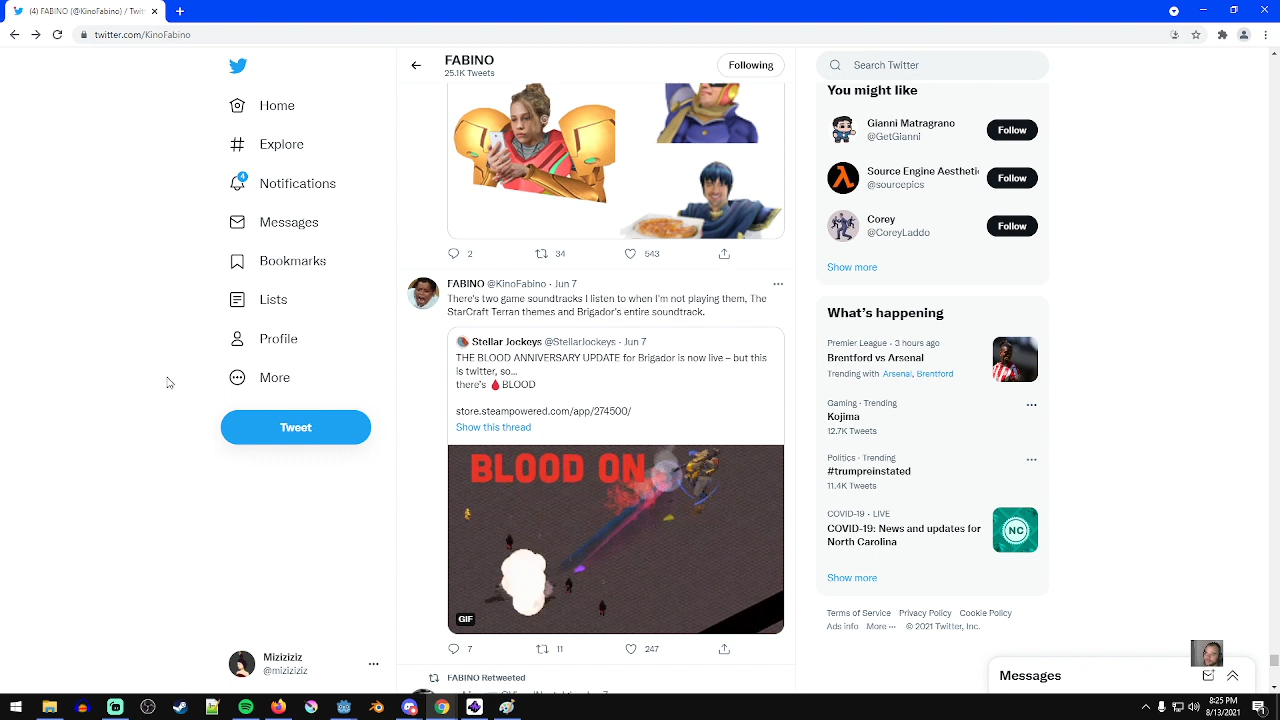 (4) FABINO (@KinoFabino) / Twit
twitter.com/KinoFabino
FABINO
25.1K Tweets
Following
Search Twitter
Home
Explore
4
Notifications
Messages
Bookmarks
Lists
Profile
More
Tweet
Miziziziz
@miziziziz
2
34
543
FABINO @KinoFabino · Jun 7
There's two game soundtracks I listen to when I'm not playing them, The
StarCraft Terran themes and Brigador's entire soundtrack.
Stellar Jockeys @StellarJockeys · Jun 7
THE BLOOD ANNIVERSARY UPDATE for Brigador is now live – but this
is twitter, so...
there's 🩸BLOOD
store.steampowered.com/app/274500/
Show this thread
BLOOD ON
GIF
7
11
247
FABINO Retweeted
You might like
Gianni Matragrano
@GetGianni
Follow
Source Engine Aestheti
@sourcepics
Follow
Corey
@CoreyLaddo
Follow
Show more
What's happening
Premier League · 3 hours ago
Brentford vs Arsenal
Trending with Arsenal, Brentford
Gaming · Trending
Kojima
12.7K Tweets
Politics · Trending
#trumpreinstated
11.4K Tweets
COVID-19 · LIVE
COVID-19: News and updates for
North Carolina
NC
Show more
Terms of Service Privacy Policy Cookie Policy
Ads info More ··· © 2021 Twitter, Inc.
Messages
8:25 PM
8/13/2021